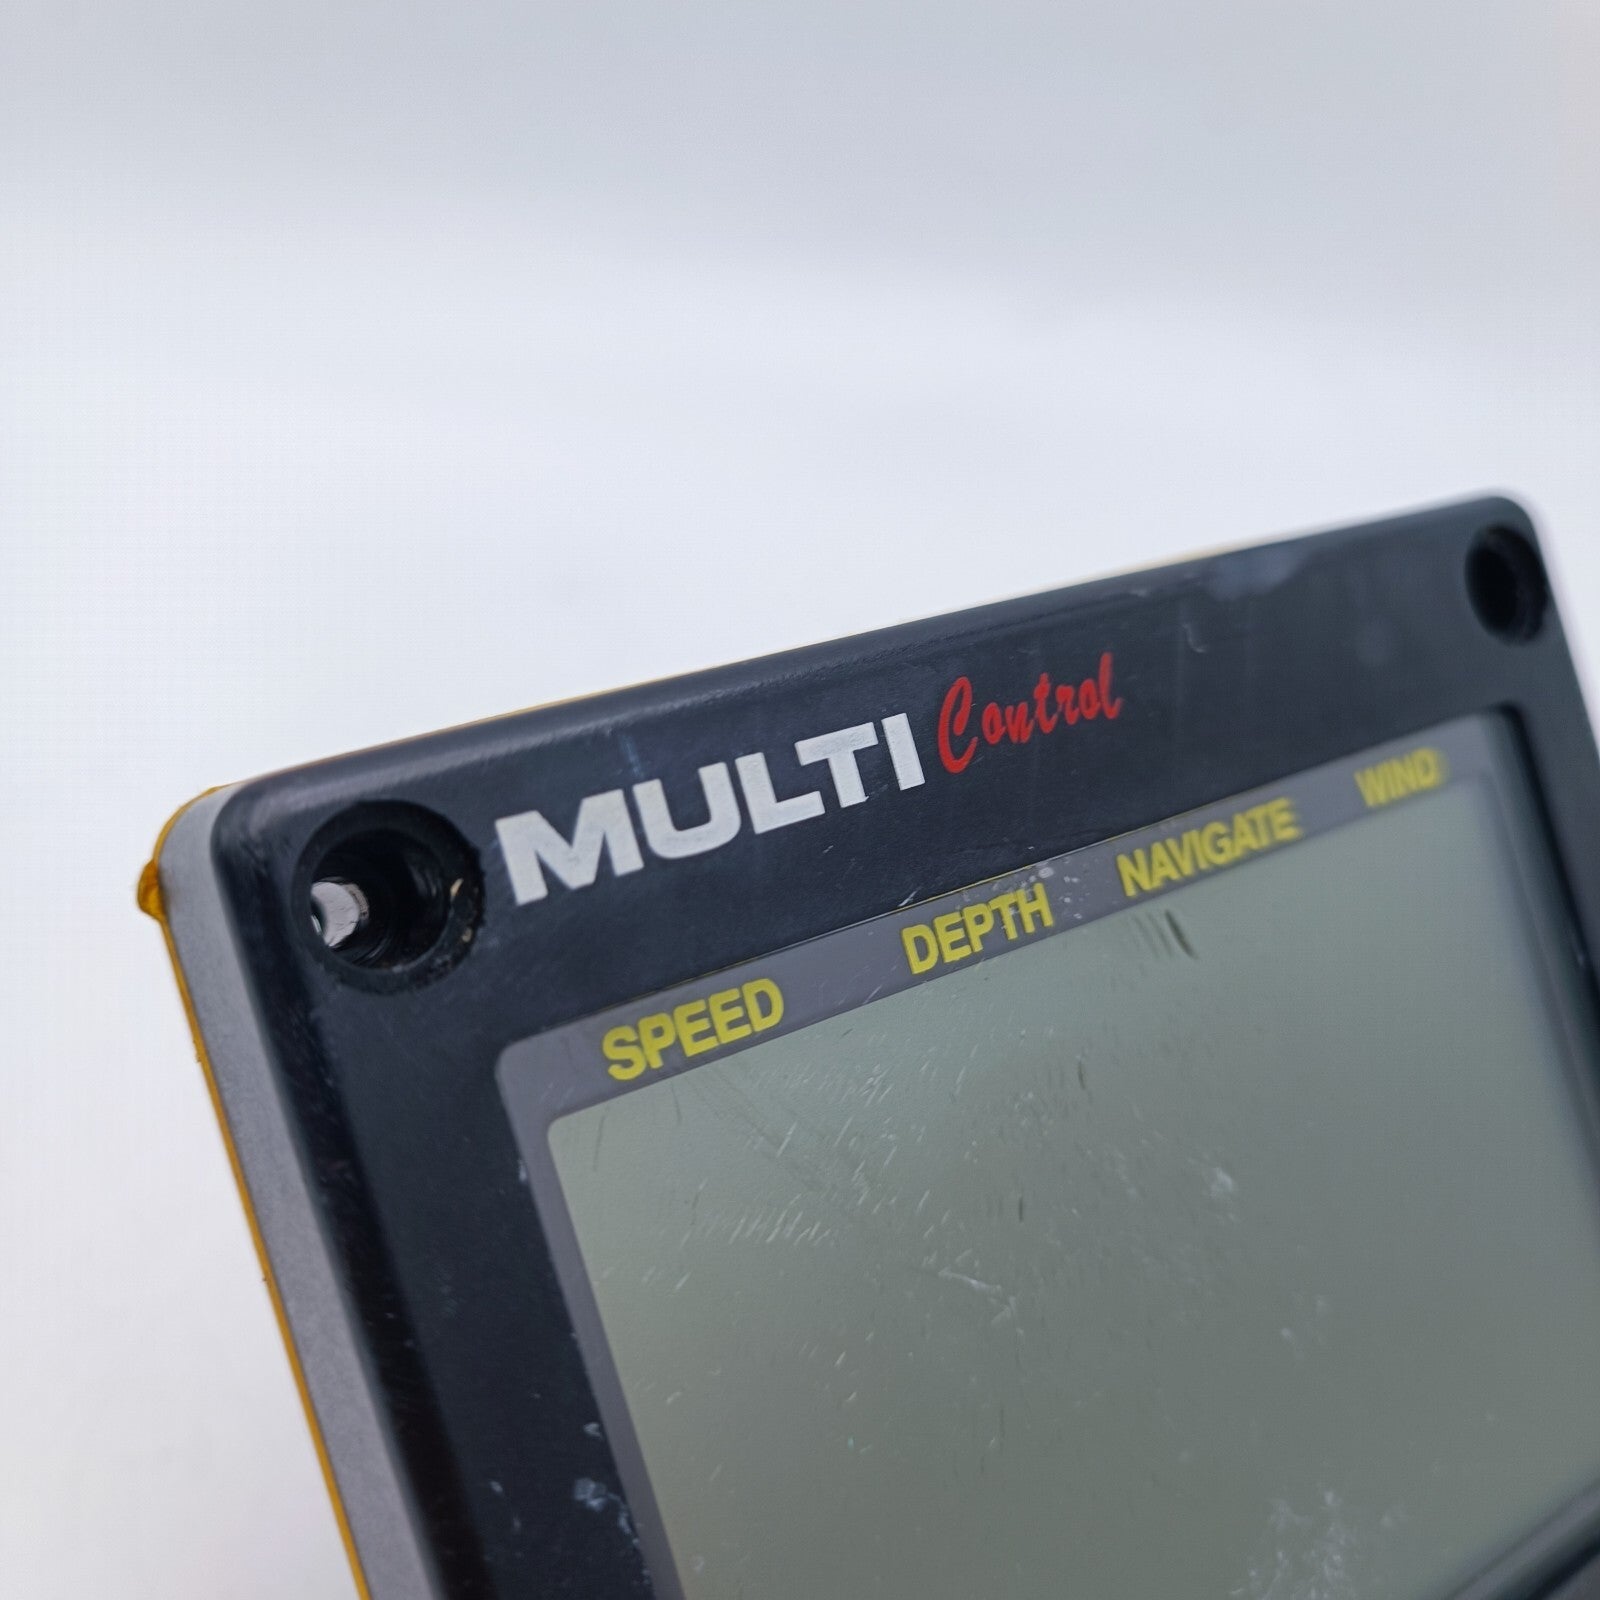 MULTI Control
SPEED DEPTH NAVIGATE WIND